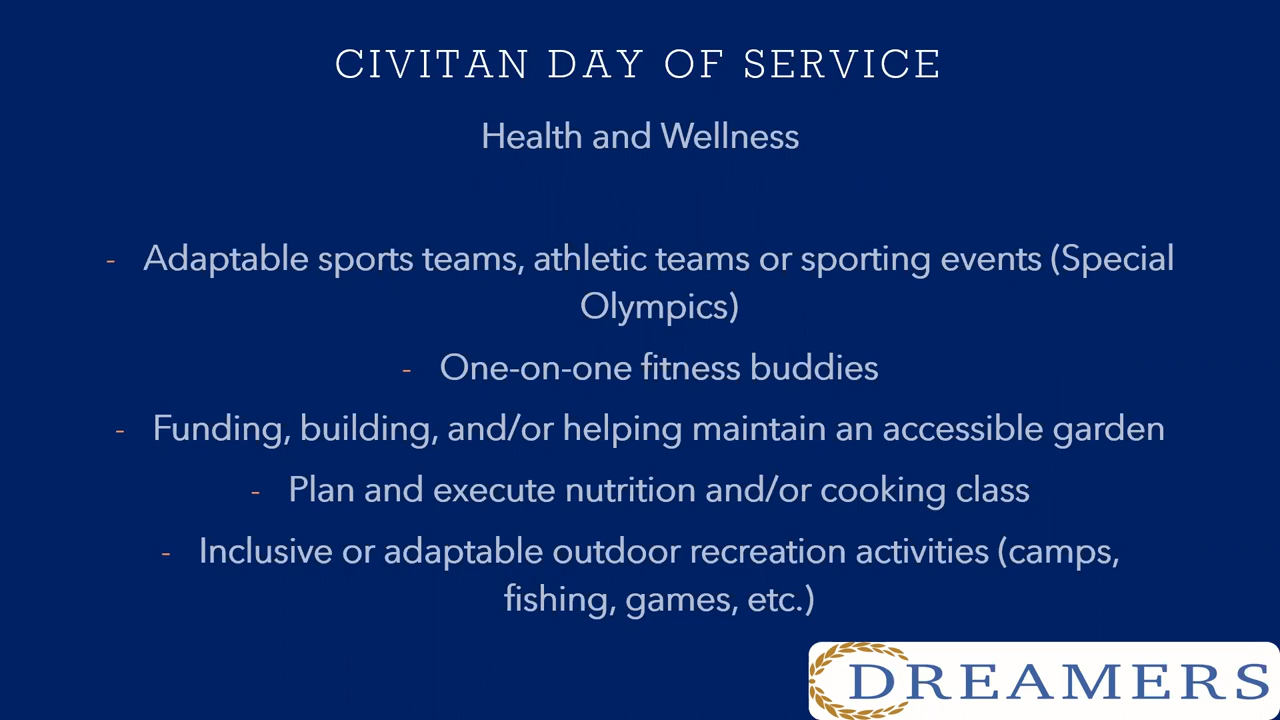 CIVITAN DAY OF SERVICE
Health and Wellness
- Adaptable sports teams, athletic teams or sporting events (Special
Olympics)
- One-on-one fitness buddies
- Funding, building, and/or helping maintain an accessible garden
- Plan and execute nutrition and/or cooking class
- Inclusive or adaptable outdoor recreation activities (camps,
fishing, games, etc.)
DREAMERS